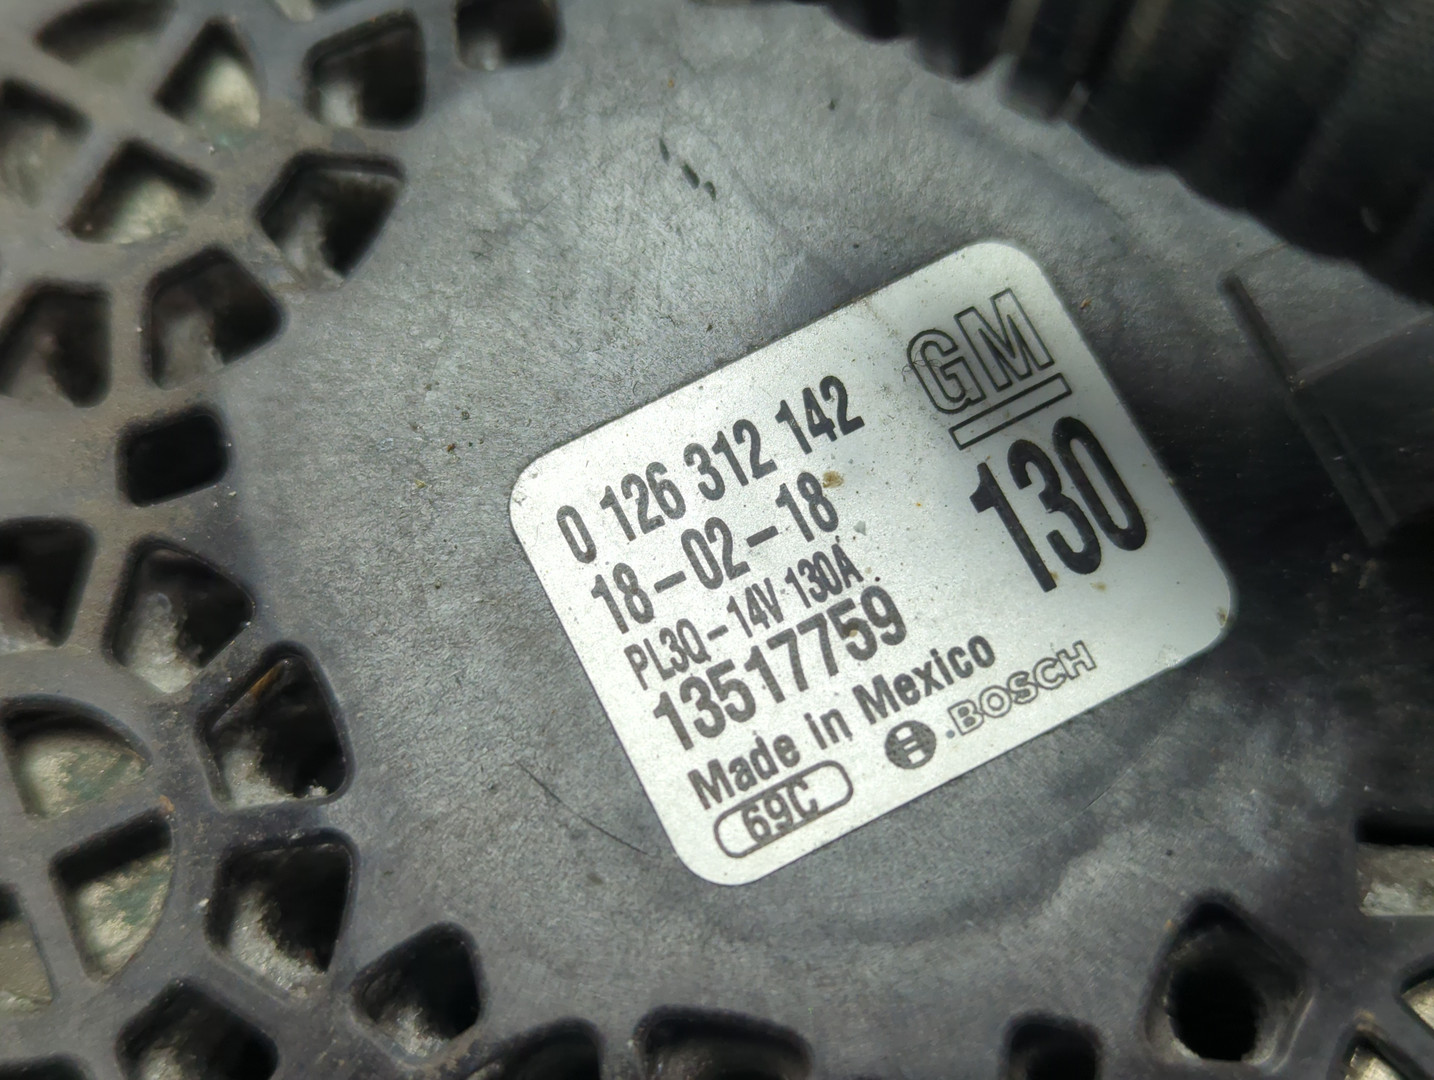 GM
130
0 126 312 142
18-02-18
PL3Q-14V 130A
13517759
Made in Mexico
69C
BOSCH